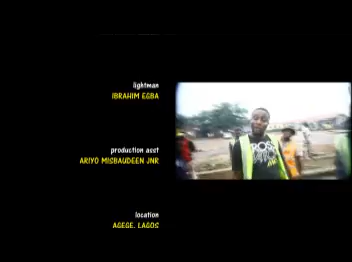 lightman
IBRAHIM EGBA
production asst
ARIYO MISBAUDEEN JNR
location
AGEGE, LAGOS